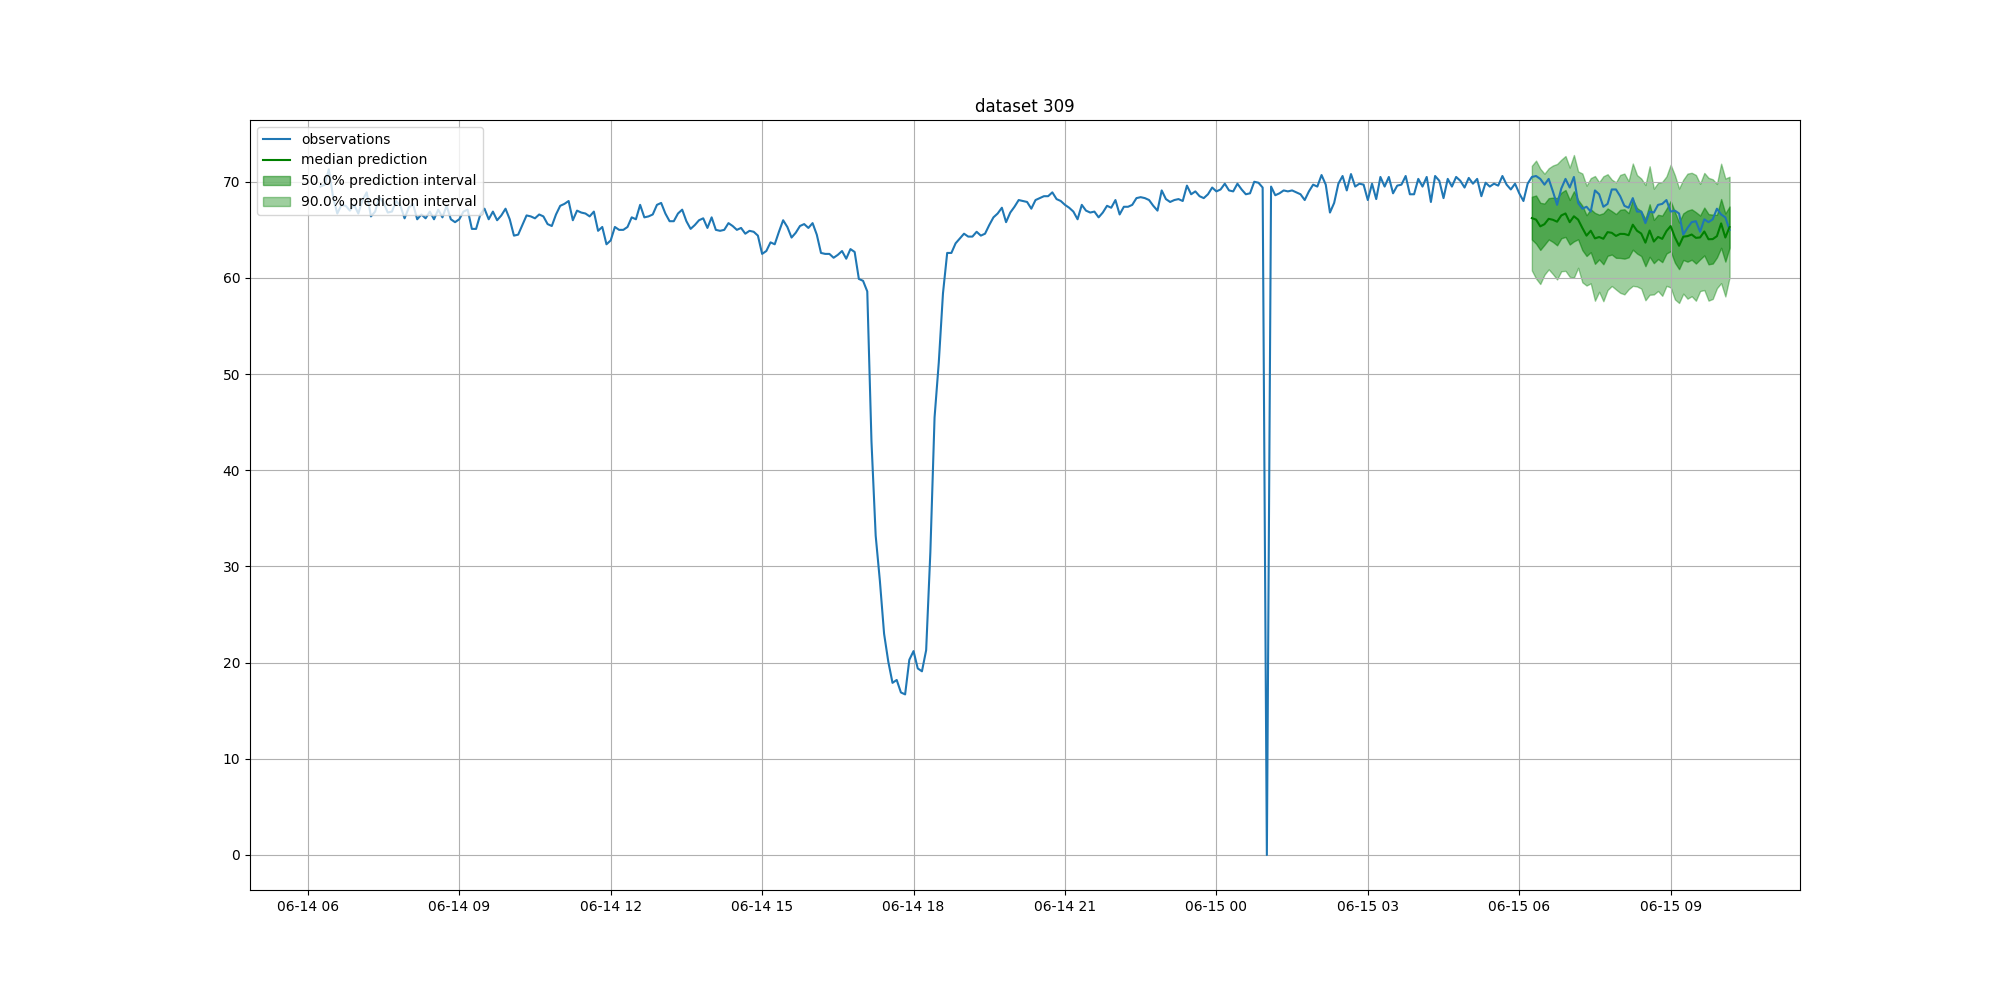 dataset 309
observations
median prediction
50.0% prediction interval
90.0% prediction interval
70
60
50
40
30
20
10
0
06-14 06 06-14 09 06-14 12 06-14 15 06-14 18 06-14 21 06-15 00 06-15 03 06-15 06 06-15 09